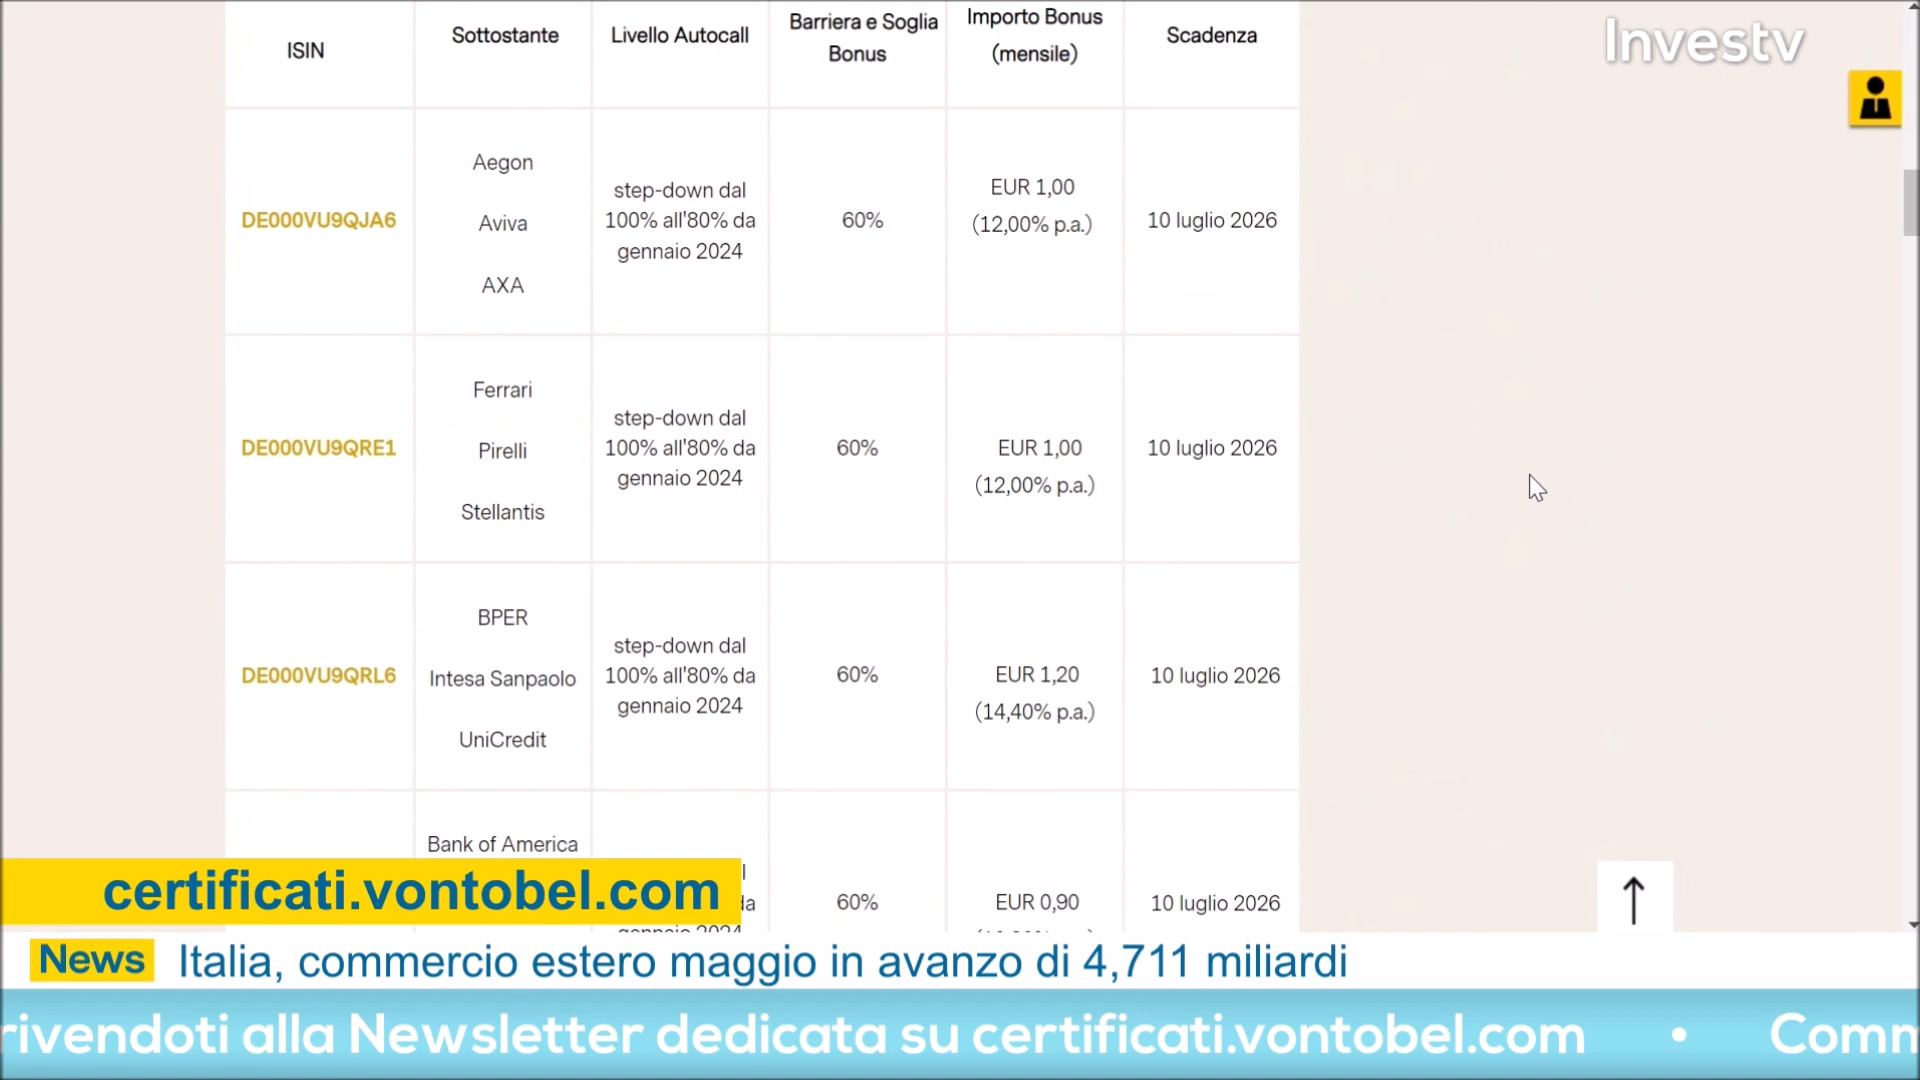 Investv
ISIN
Sottostante
Livello Autocall
Barriera e Soglia
Bonus
Importo Bonus
(mensile)
Scadenza
DE000VU9QJA6
Aegon
Aviva
AXA
step-down dal
100% all'80% da
gennaio 2024
60%
EUR 1,00
(12,00% p.a.)
10 luglio 2026
DE000VU9QRE1
Ferrari
Pirelli
Stellantis
step-down dal
100% all'80% da
gennaio 2024
60%
EUR 1,00
(12,00% p.a.)
10 luglio 2026
DE000VU9QRL6
BPER
Intesa Sanpaolo
UniCredit
step-down dal
100% all'80% da
gennaio 2024
60%
EUR 1,20
(14,40% p.a.)
10 luglio 2026
Bank of America
60%
EUR 0,90
10 luglio 2026
certificati.vontobel.com
News Italia, commercio estero maggio in avanzo di 4,711 miliardi
rivendoti alla Newsletter dedicata su certificati.vontobel.com • Comm